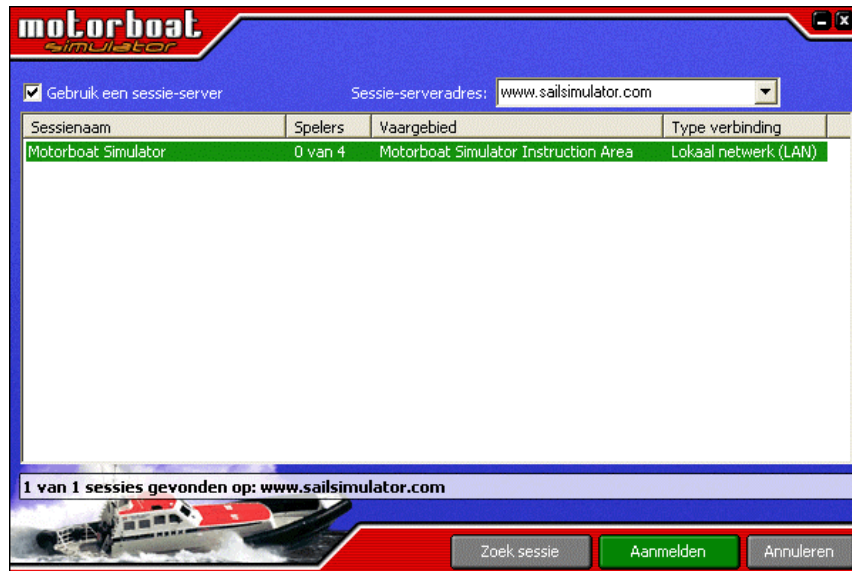 motorboat
simulator
Gebruik een sessie-server Sessie-serveradres: www.sailsimulator.com
Sessienaam Spelers Vaargebied Type verbinding
Motorboat Simulator 0 van 4 Motorboat Simulator Instruction Area Lokaal netwerk (LAN)
1 van 1 sessies gevonden op: www.sailsimulator.com
Zoek sessie Aanmelden Annuleren